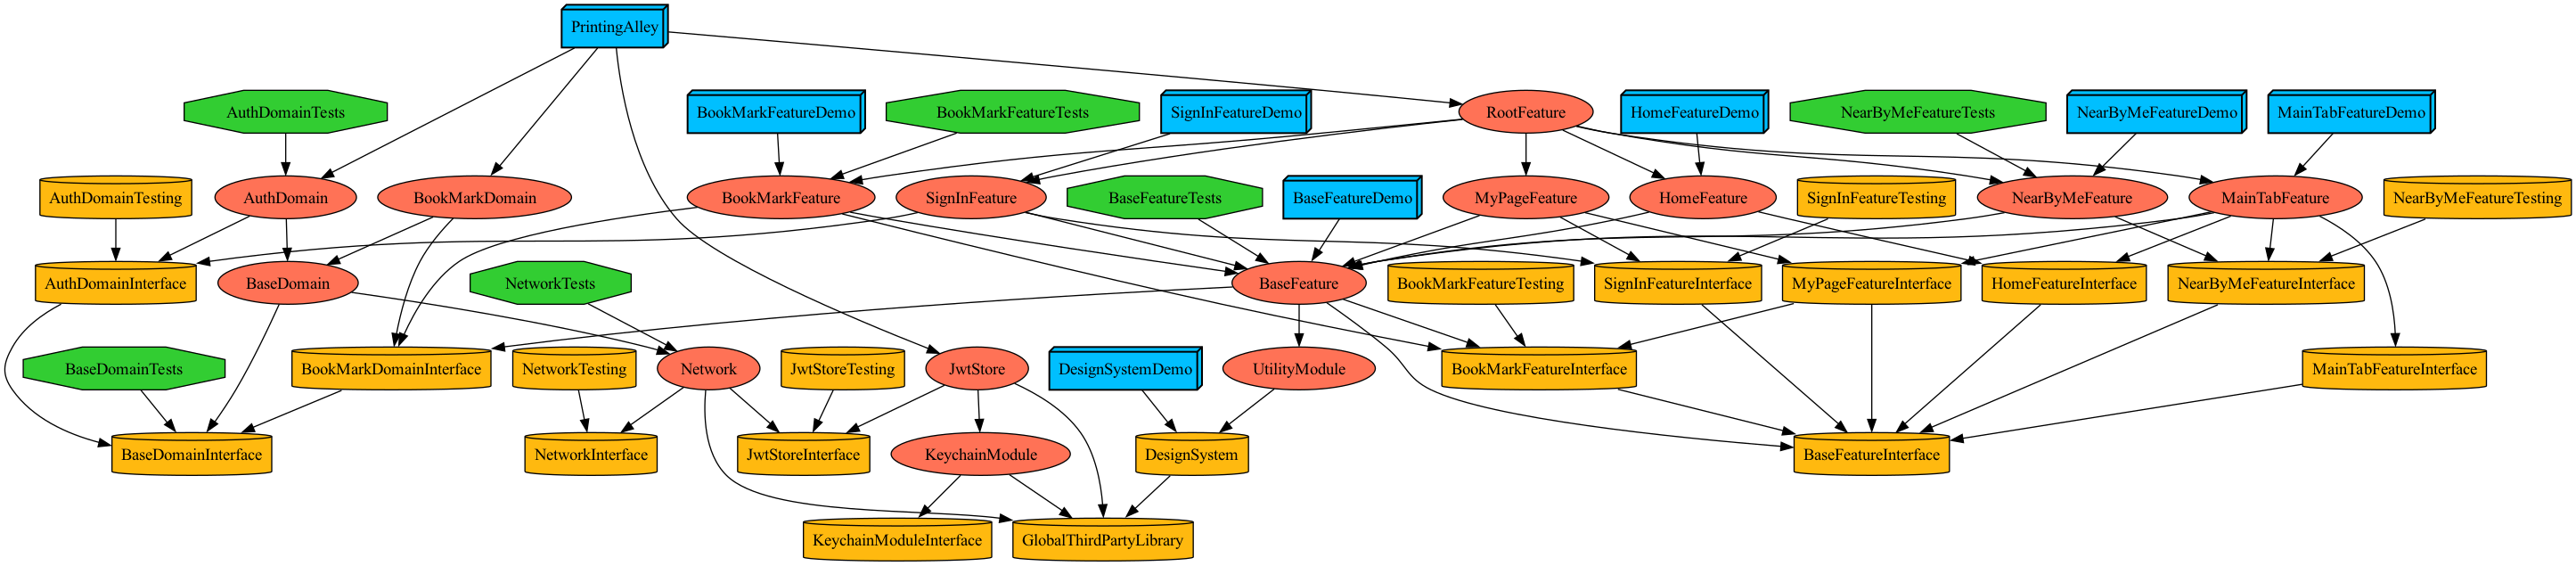 PrintingAlley
AuthDomainTests
BookMarkFeatureDemo
BookMarkFeatureTests
SignInFeatureDemo
RootFeature
HomeFeatureDemo
NearByMeFeatureTests
NearByMeFeatureDemo
MainTabFeatureDemo
AuthDomainTesting
AuthDomain
BookMarkDomain
BookMarkFeature
SignInFeature
BaseFeatureTests
BaseFeatureDemo
MyPageFeature
HomeFeature
SignInFeatureTesting
NearByMeFeature
MainTabFeature
NearByMeFeatureTesting
AuthDomainInterface
BaseDomain
NetworkTests
BaseFeature
BookMarkFeatureTesting
SignInFeatureInterface
MyPageFeatureInterface
HomeFeatureInterface
NearByMeFeatureInterface
BaseDomainTests
BookMarkDomainInterface
NetworkTesting
Network
JwtStoreTesting
JwtStore
DesignSystemDemo
UtilityModule
BookMarkFeatureInterface
MainTabFeatureInterface
BaseDomainInterface
NetworkInterface
JwtStoreInterface
KeychainModule
DesignSystem
BaseFeatureInterface
KeychainModuleInterface
GlobalThirdPartyLibrary